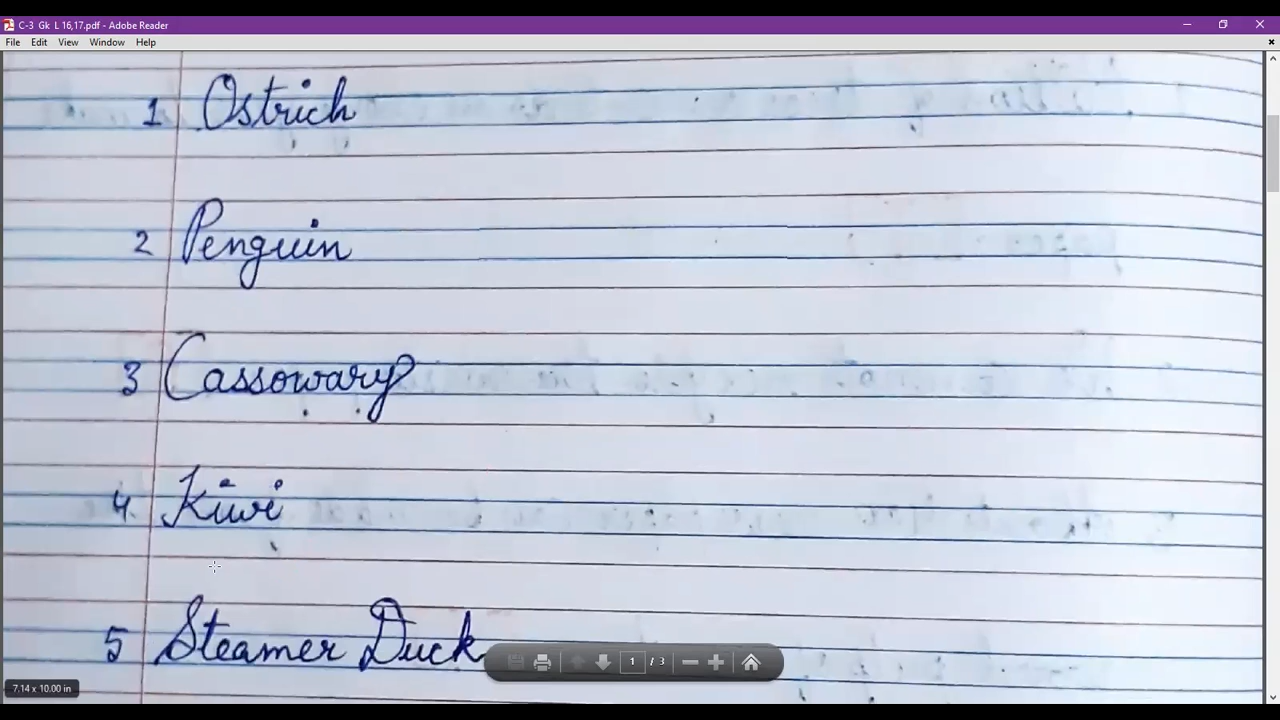 C-3 Gk L 16,17.pdf - Adobe Reader
File Edit View Window Help
1 Ostrich
2 Penguin
3 Cassowary
4 Kiwi
5 Steamer Duck
1 / 3
7.14 x 10.00 in